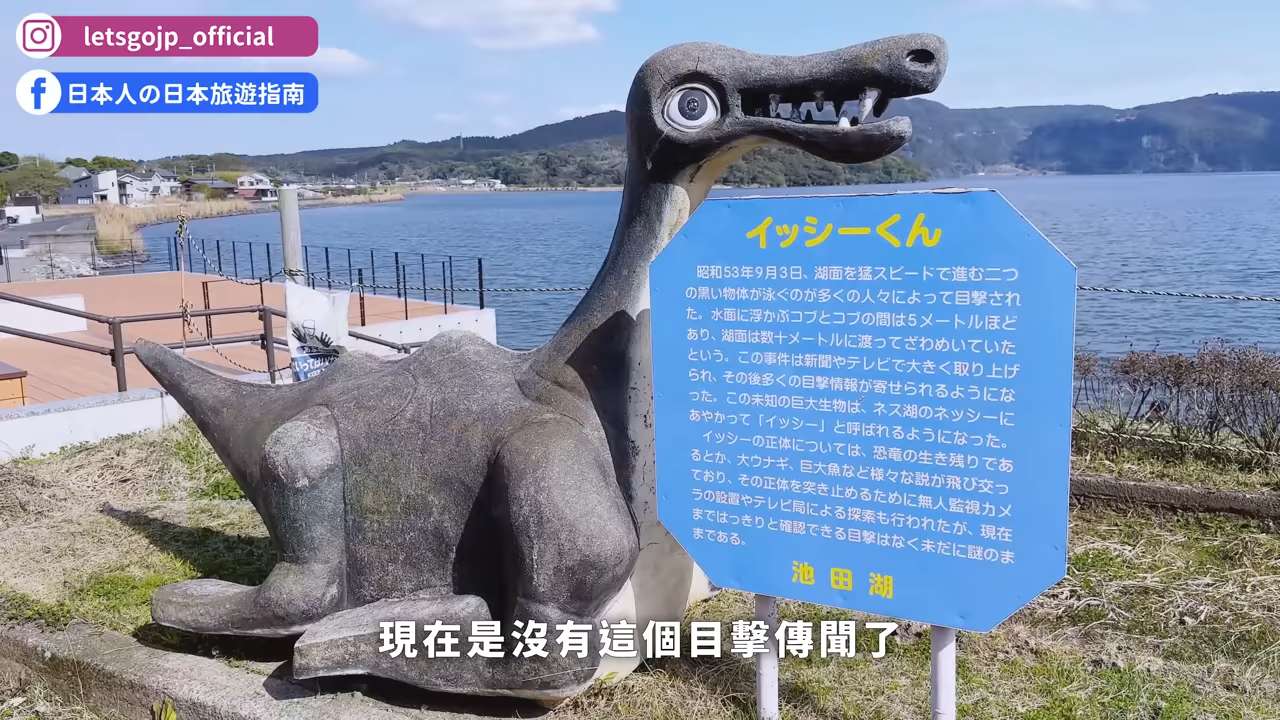 letsgojp_official
日本人の日本旅遊指南
イッシーくん
昭和53年9月3日、湖面を猛スピードで進む二つ
の黒い物体が泳ぐのが多くの人々によって目撃され
た。水面に浮かぶコブとコブの間は5メートルほど
あり、湖面は数十メートルに渡ってざわめいていた
という。この事件は新聞やテレビで大きく取り上げ
られ、その後多くの目撃情報が寄せられるようにな
った。この未知の巨大生物は、ネス湖のネッシーに
あやかって「イッシー」と呼ばれるようになった。
イッシーの正体については、恐竜の生き残りであ
るとか、大ウナギ、巨大魚など様々な説が飛び交っ
ており、その正体を突き止めるために無人監視カメ
ラの設置やテレビ局による探索も行われたが、現在
まではっきりと確認できる目撃はなく未だに謎のま
まである。
池田湖
現在是沒有這個目擊傳聞了